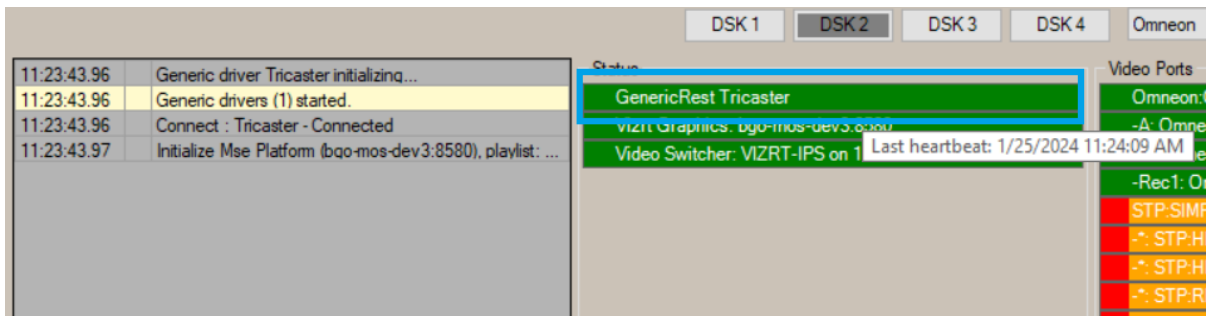 DSK 1 DSK 2 DSK 3 DSK 4 Omneon
Status
Video Ports
11:23:43.96 Generic driver Tricaster initializing...
11:23:43.96 Generic drivers (1) started.
11:23:43.96 Connect : Tricaster - Connected
11:23:43.97 Initialize Mse Platform (bgo-mos-dev3:8580), playlist: ...
GenericRest Tricaster
Vizrt Graphics: bgo-mos-dev3:8580
Video Switcher: VIZRT-IPS on 1
Last heartbeat: 1/25/2024 11:24:09 AM
Omneon:
-A: Omne
-Rec1:
STP:SIM
-*: STP:H
-*: STP:H
-*: STP:R